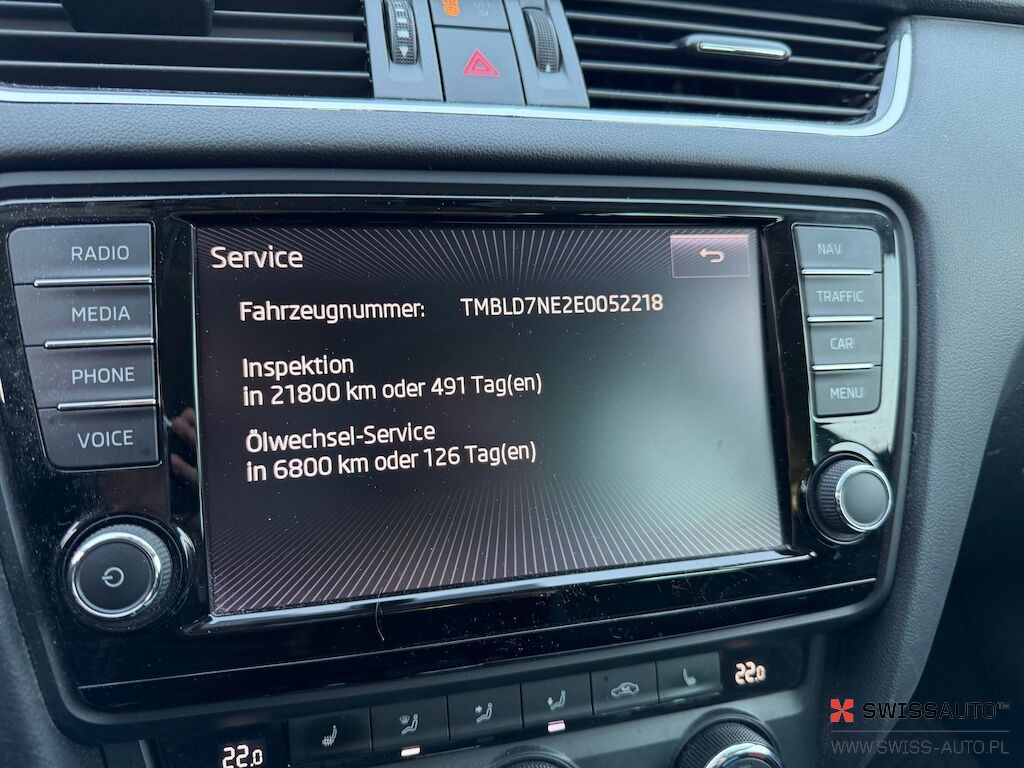 RADIO
MEDIA
PHONE
VOICE
Service
Fahrzeugnummer: TMBLD7NE2E0052218
Inspektion
in 21800 km oder 491 Tag(en)
Ölwechsel-Service
in 6800 km oder 126 Tag(en)
NAV
TRAFFIC
CAR
MENU
22.0
22.0
SWISSAUTO™
WWW.SWISS-AUTO.PL